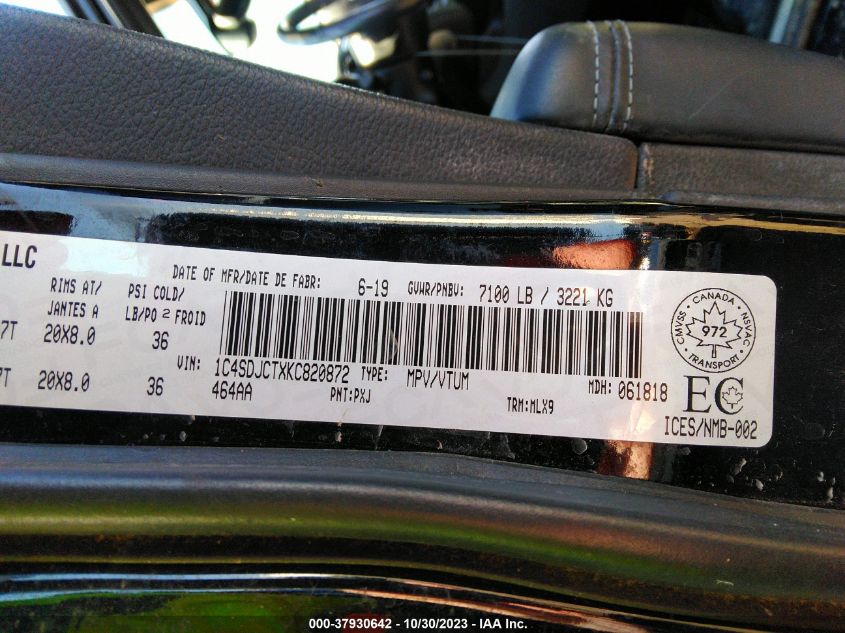 LLC
DATE OF MFR/DATE DE FABR: 6-19 GVWR/PNBV: 7100 LB / 3221 KG
RIMS AT/
JANTES A
PSI COLD/
LB/PO 2 FROID
7T 20X8.0 36
7T 20X8.0 36
VIN: 1C4SDJCTXKC820872 TYPE: MPV/VTUM MDH: 061818
464AA PNT:PXJ TRM:MLX9
CANADA
CMVSS 972 NSVAC
TRANSPORT
EC
ICES/NMB-002
000-37930642 - 10/30/2023 - IAA Inc.